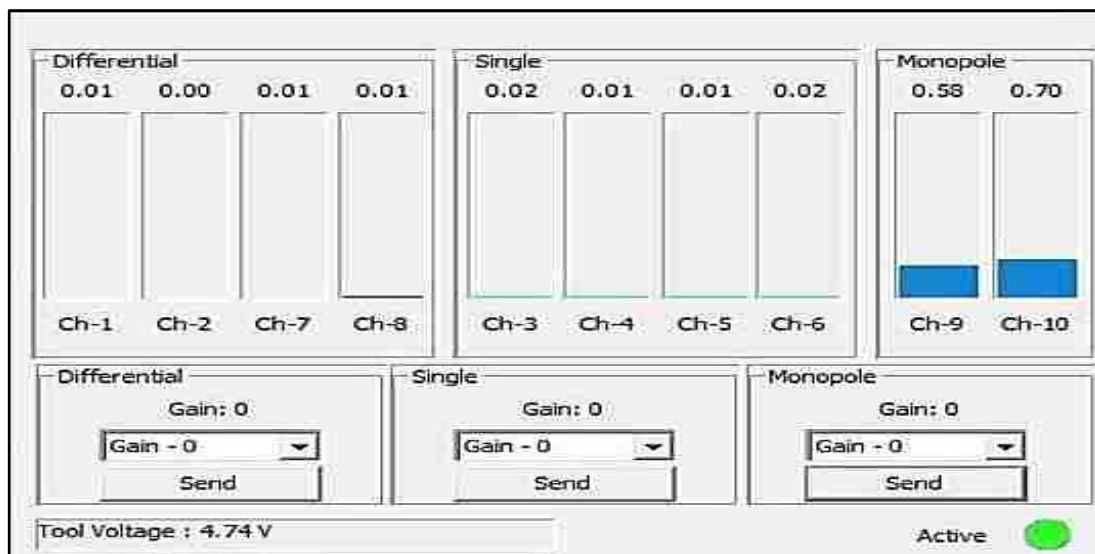 Differential Single Monopole
0.01 0.00 0.01 0.01 0.02 0.01 0.01 0.02 0.58 0.70
Ch-1 Ch-2 Ch-7 Ch-8 Ch-3 Ch-4 Ch-5 Ch-6 Ch-9 Ch-10
Differential Single Monopole
Gain: 0 Gain: 0 Gain: 0
Gain - 0 Gain - 0 Gain - 0
Send Send Send
Tool Voltage : 4.74 V Active